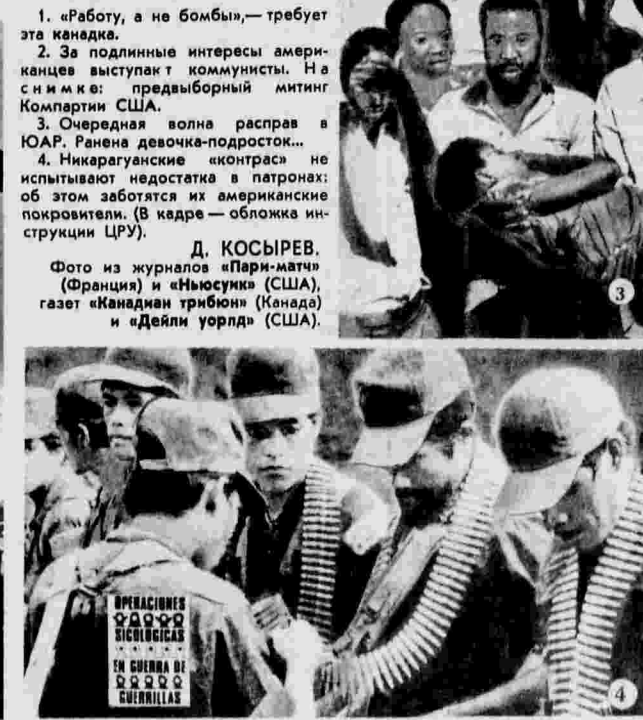 1. «Работу, а не бомбы»,— требует
эта канадка.
2. За подлинные интересы амери-
канцев выступают коммунисты. На
снимке: предвыборный митинг
Компартии США.
3. Очередная волна расправ в
ЮАР. Ранена девочка-подросток...
4. Никарагуанские «контрас» не
испытывают недостатка в патронах:
об этом заботятся их американские
покровители. (В кадре — обложка ин-
струкции ЦРУ).
Д. КОСЫРЕВ.
Фото из журналов «Пари-матч»
(Франция) и «Ньюсуик» (США),
газет «Канадиан трибюн» (Канада)
и «Дейли уорлд» (США).
3
OPERACIONES
SICOLOGICAS
EN GUERRA DE
GUERRILLAS
4